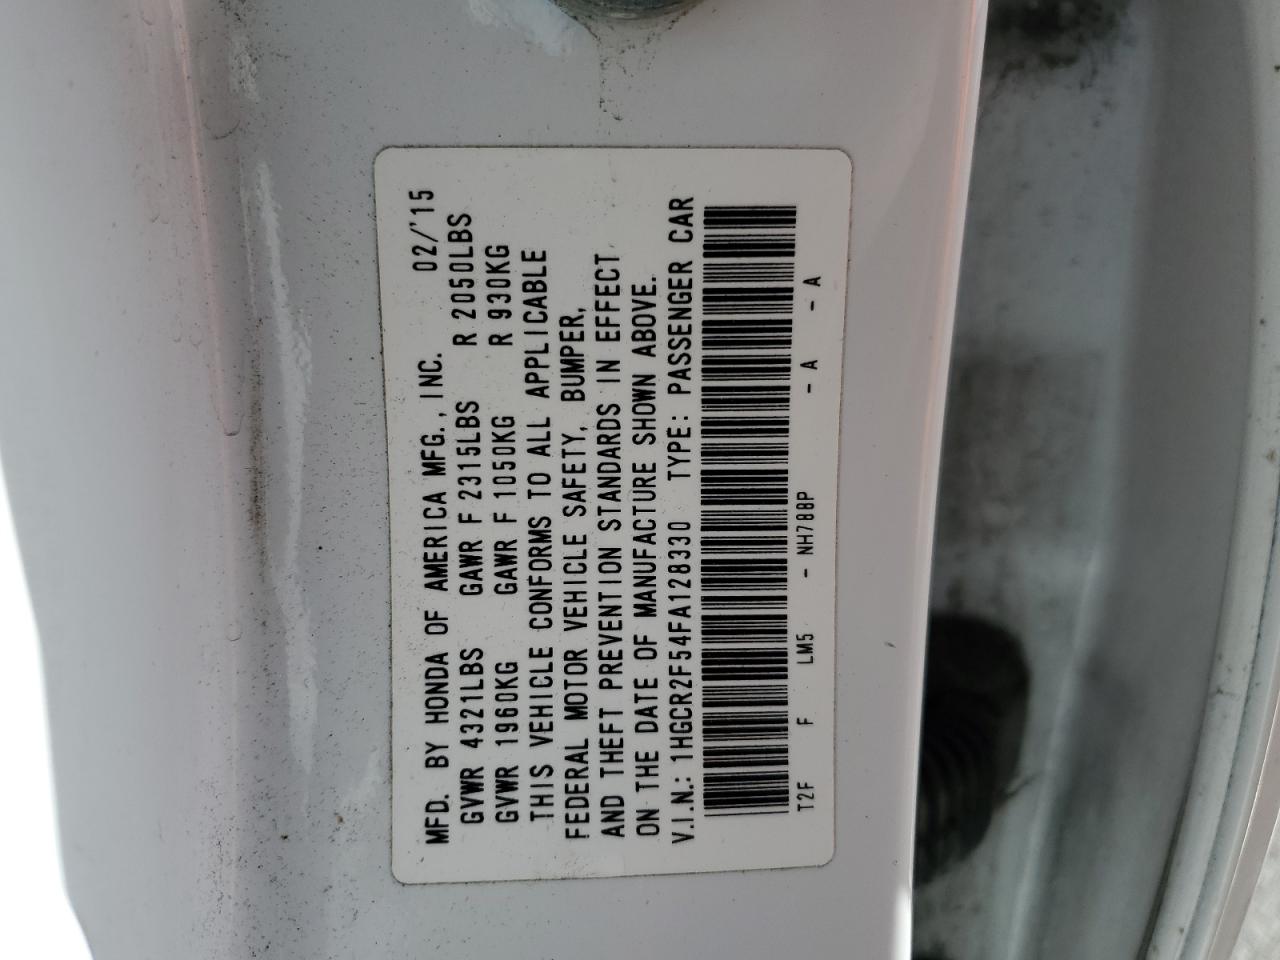 MFD. BY HONDA OF AMERICA MFG., INC. 02/'15
GVWR 4321LBS GAWR F 2315LBS R 2050LBS
GVWR 1960KG GAWR F 1050KG R 930KG
THIS VEHICLE CONFORMS TO ALL APPLICABLE
FEDERAL MOTOR VEHICLE SAFETY, BUMPER,
AND THEFT PREVENTION STANDARDS IN EFFECT
ON THE DATE OF MANUFACTURE SHOWN ABOVE.
V.I.N.: 1HGCR2F54FA128330 TYPE: PASSENGER CAR
T2F F LM5 - NH788P - A - A